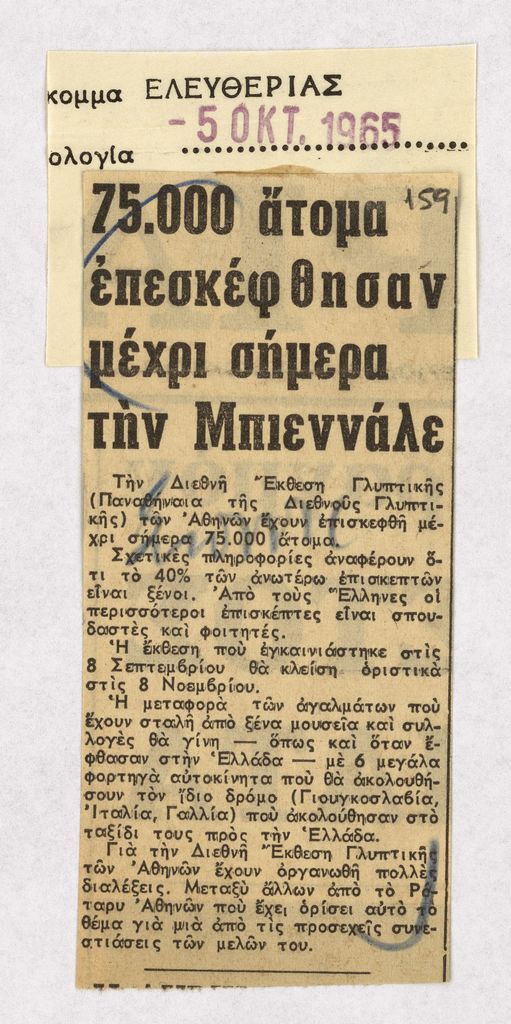 κομμα ΕΛΕΥΘΕΡΙΑΣ
-5 ΟΚΤ. 1965
ολογία
159
75.000 ἄτομα
ἐπεσκέφθησαν
μέχρι σήμερα
τὴν Μπιεννάλε
Τὴν Διεθνῆ Ἔκθεση Γλυπτικῆς
(Παναθήναια τῆς Διεθνοῦς Γλυπτι-
κῆς) τῶν Ἀθηνῶν ἔχουν ἐπισκεφθῆ μέ-
χρι σήμερα 75.000 ἄτομα.
Σχετικὲς πληροφορίες ἀναφέρουν ὅ-
τι τὸ 40% τῶν ἀνωτέρω ἐπισκεπτῶν
εἶναι ξένοι. Ἀπὸ τοὺς Ἕλληνες οἱ
περισσότεροι ἐπισκέπτες εἶναι σπου-
δαστὲς καὶ φοιτητές.
Ἡ ἔκθεση ποὺ ἐγκαινιάστηκε στὶς
8 Σεπτεμβρίου θὰ κλείση ὁριστικὰ
στὶς 8 Νοεμβρίου.
Ἡ μεταφορὰ τῶν ἀγαλμάτων ποὺ
ἔχουν σταλῆ ἀπὸ ξένα μουσεῖα καὶ συλ-
λογὲς θὰ γίνη — ὅπως καὶ ὅταν ἔ-
φθασαν στὴν Ἑλλάδα — μὲ 6 μεγάλα
φορτηγὰ αὐτοκίνητα ποὺ θὰ ἀκολουθή-
σουν τὸν ἴδιο δρόμο (Γιουγκοσλαβία,
Ἰταλία, Γαλλία) ποὺ ἀκολούθησαν στὸ
ταξίδι τους πρὸς τὴν Ἑλλάδα.
Γιὰ τὴν Διεθνῆ Ἔκθεση Γλυπτικῆς
τῶν Ἀθηνῶν ἔχουν ὀργανωθῆ πολλὲς
διαλέξεις. Μεταξὺ ἄλλων ἀπὸ τὸ Ρό-
ταρυ Ἀθηνῶν ποὺ ἔχει ὁρίσει αὐτὸ τὸ
θέμα γιὰ μιὰ ἀπὸ τὶς προσεχεῖς συνε-
στιάσεις τῶν μελῶν του.